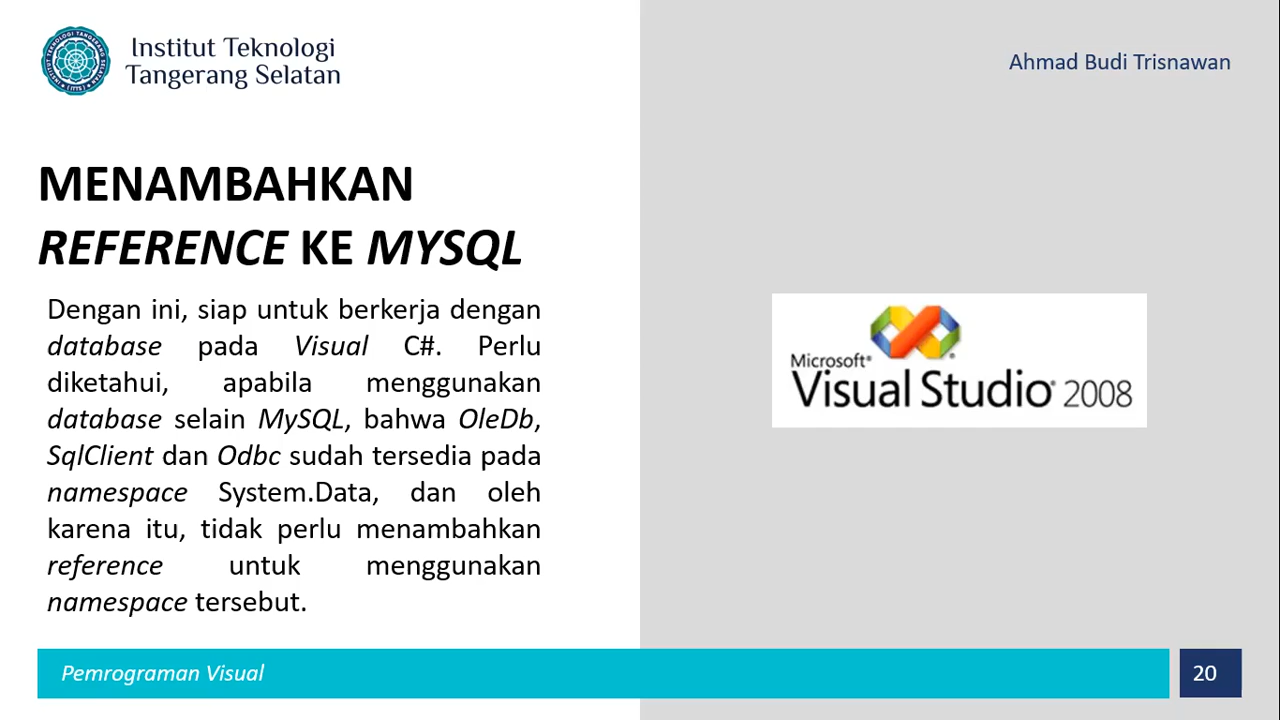 Institut Teknologi
Tangerang Selatan
Ahmad Budi Trisnawan
MENAMBAHKAN
REFERENCE KE MYSQL
Dengan ini, siap untuk berkerja dengan
database pada Visual C#. Perlu
diketahui, apabila menggunakan
database selain MySQL, bahwa OleDb,
SqlClient dan Odbc sudah tersedia pada
namespace System.Data, dan oleh
karena itu, tidak perlu menambahkan
reference untuk menggunakan
namespace tersebut.
Microsoft®
Visual Studio® 2008
Pemrograman Visual
20